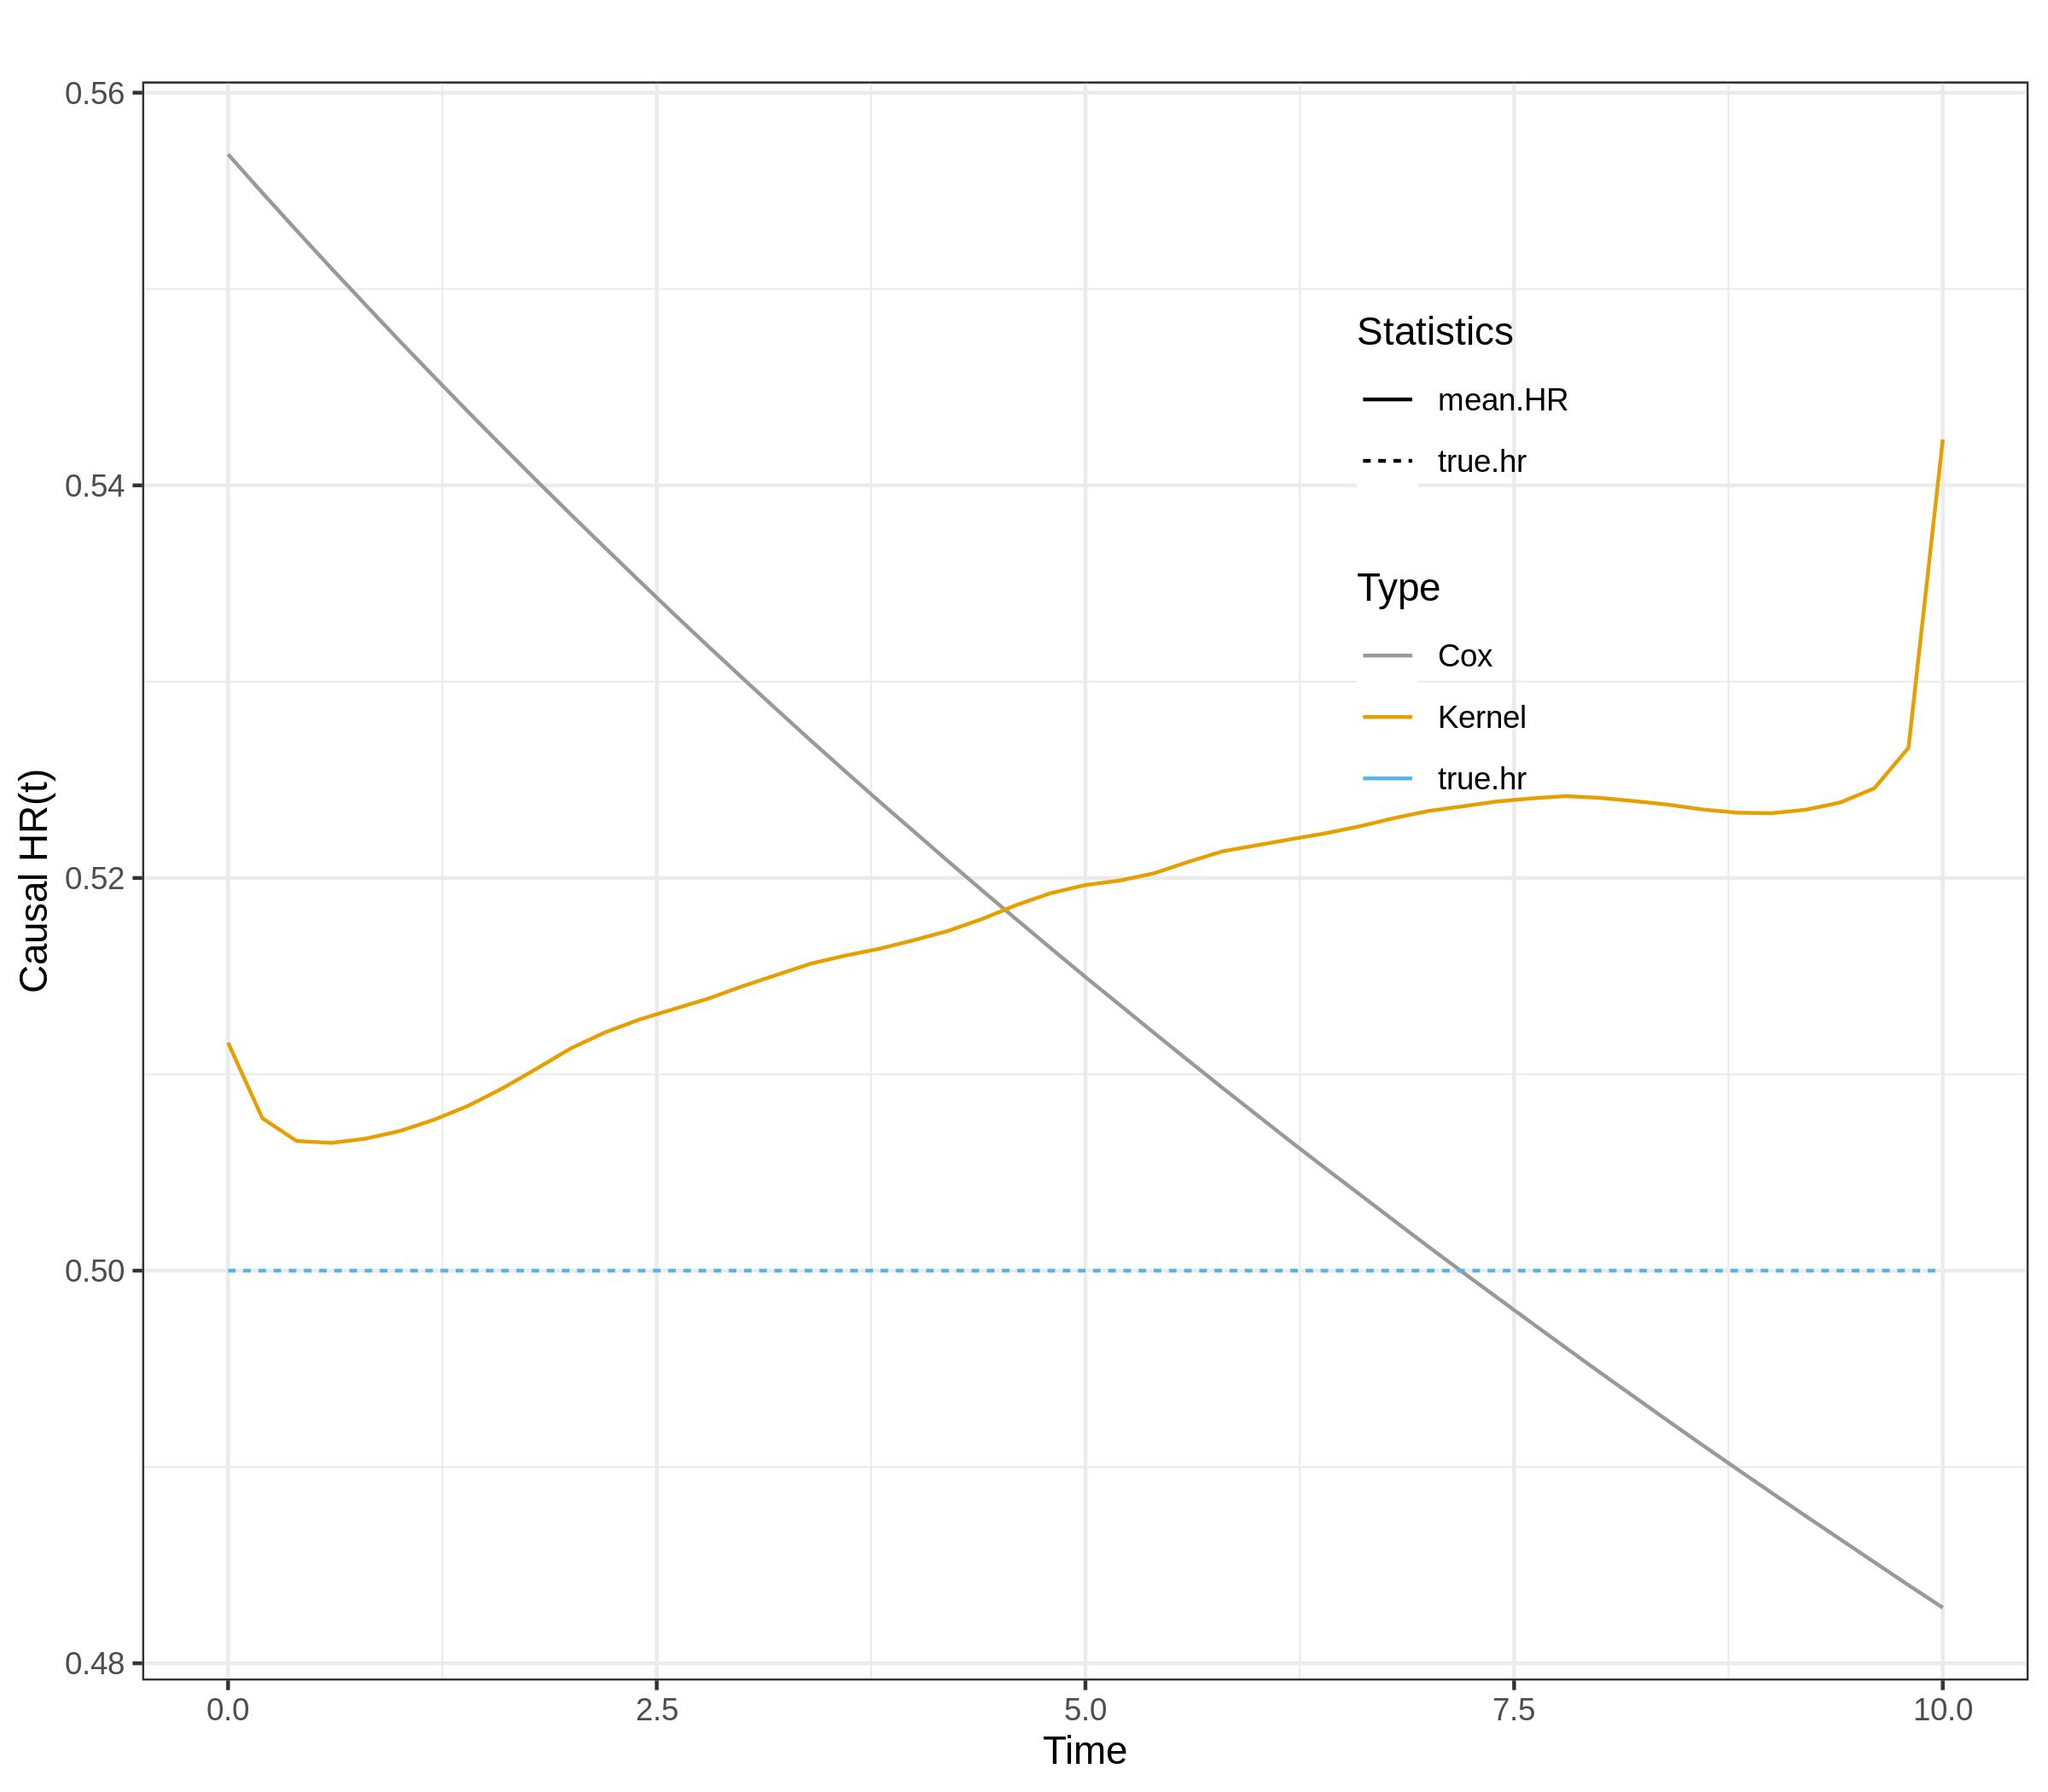 0.56
0.54
0.52
0.50
0.48
Causal HR(t)
Statistics
mean.HR
true.hr
Type
Cox
Kernel
true.hr
0.0 2.5 5.0 7.5 10.0
Time